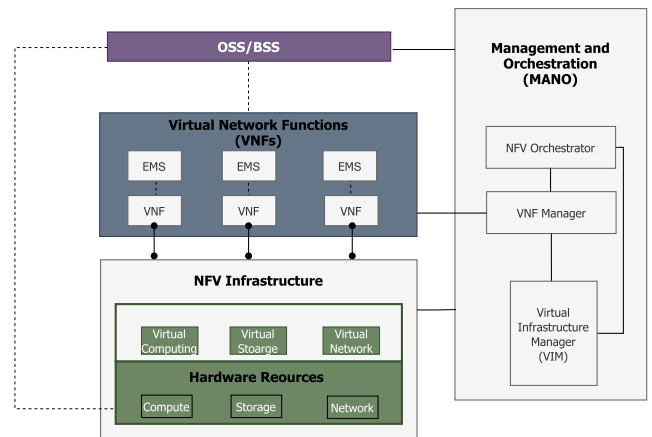 OSS/BSS
Management and
Orchestration
(MANO)
Virtual Network Functions
(VNFs)
EMS
EMS
EMS
VNF
VNF
VNF
NFV Orchestrator
VNF Manager
Virtual
Infrastructure
Manager
(VIM)
NFV Infrastructure
Virtual
Computing
Virtual
Stoarge
Virtual
Network
Hardware Reources
Compute
Storage
Network